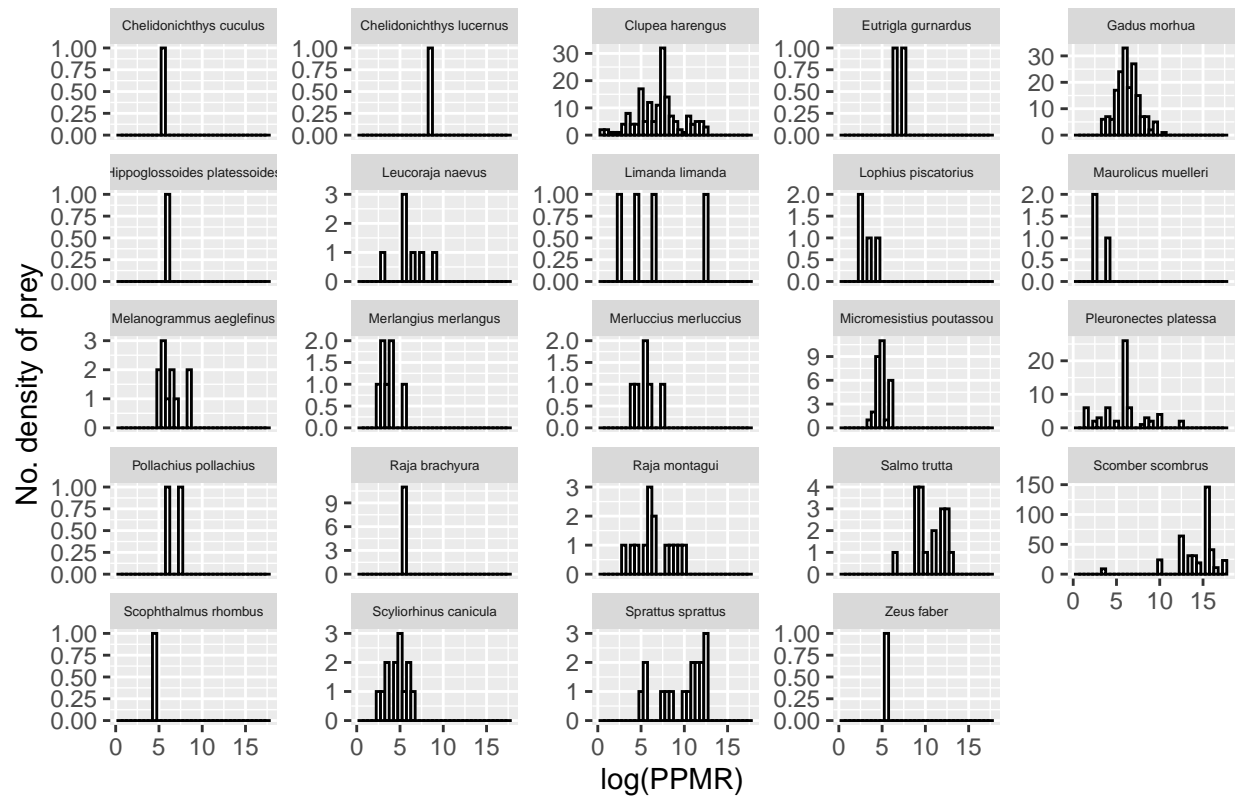 Chelidonichthys cuculus Chelidonichthys lucernus Clupea harengus Eutrigla gurnardus Gadus morhua
1.00 0.75 0.50 0.25 0.00
1.00 0.75 0.50 0.25 0.00
30 20 10 0
1.00 0.75 0.50 0.25 0.00
30 20 10 0
Hippoglossoides platessoides Leucoraja naevus Limanda limanda Lophius piscatorius Maurolicus muelleri
1.00 0.75 0.50 0.25 0.00
3 2 1 0
1.00 0.75 0.50 0.25 0.00
2.0 1.5 1.0 0.5 0.0
2.0 1.5 1.0 0.5 0.0
Melanogrammus aeglefinus Merlangius merlangus Merluccius merluccius Micromesistius poutassou Pleuronectes platessa
3 2 1 0
2.0 1.5 1.0 0.5 0.0
2.0 1.5 1.0 0.5 0.0
9 6 3 0
20 10 0
Pollachius pollachius Raja brachyura Raja montagui Salmo trutta Scomber scombrus
1.00 0.75 0.50 0.25 0.00
9 6 3 0
3 2 1 0
4 3 2 1 0
150 100 50 0
0 5 10 15
Scophthalmus rhombus Scyliorhinus canicula Sprattus sprattus Zeus faber
1.00 0.75 0.50 0.25 0.00
3 2 1 0
3 2 1 0
1.00 0.75 0.50 0.25 0.00
0 5 10 15 0 5 10 15 0 5 10 15 0 5 10 15
log(PPMR)
No. density of prey